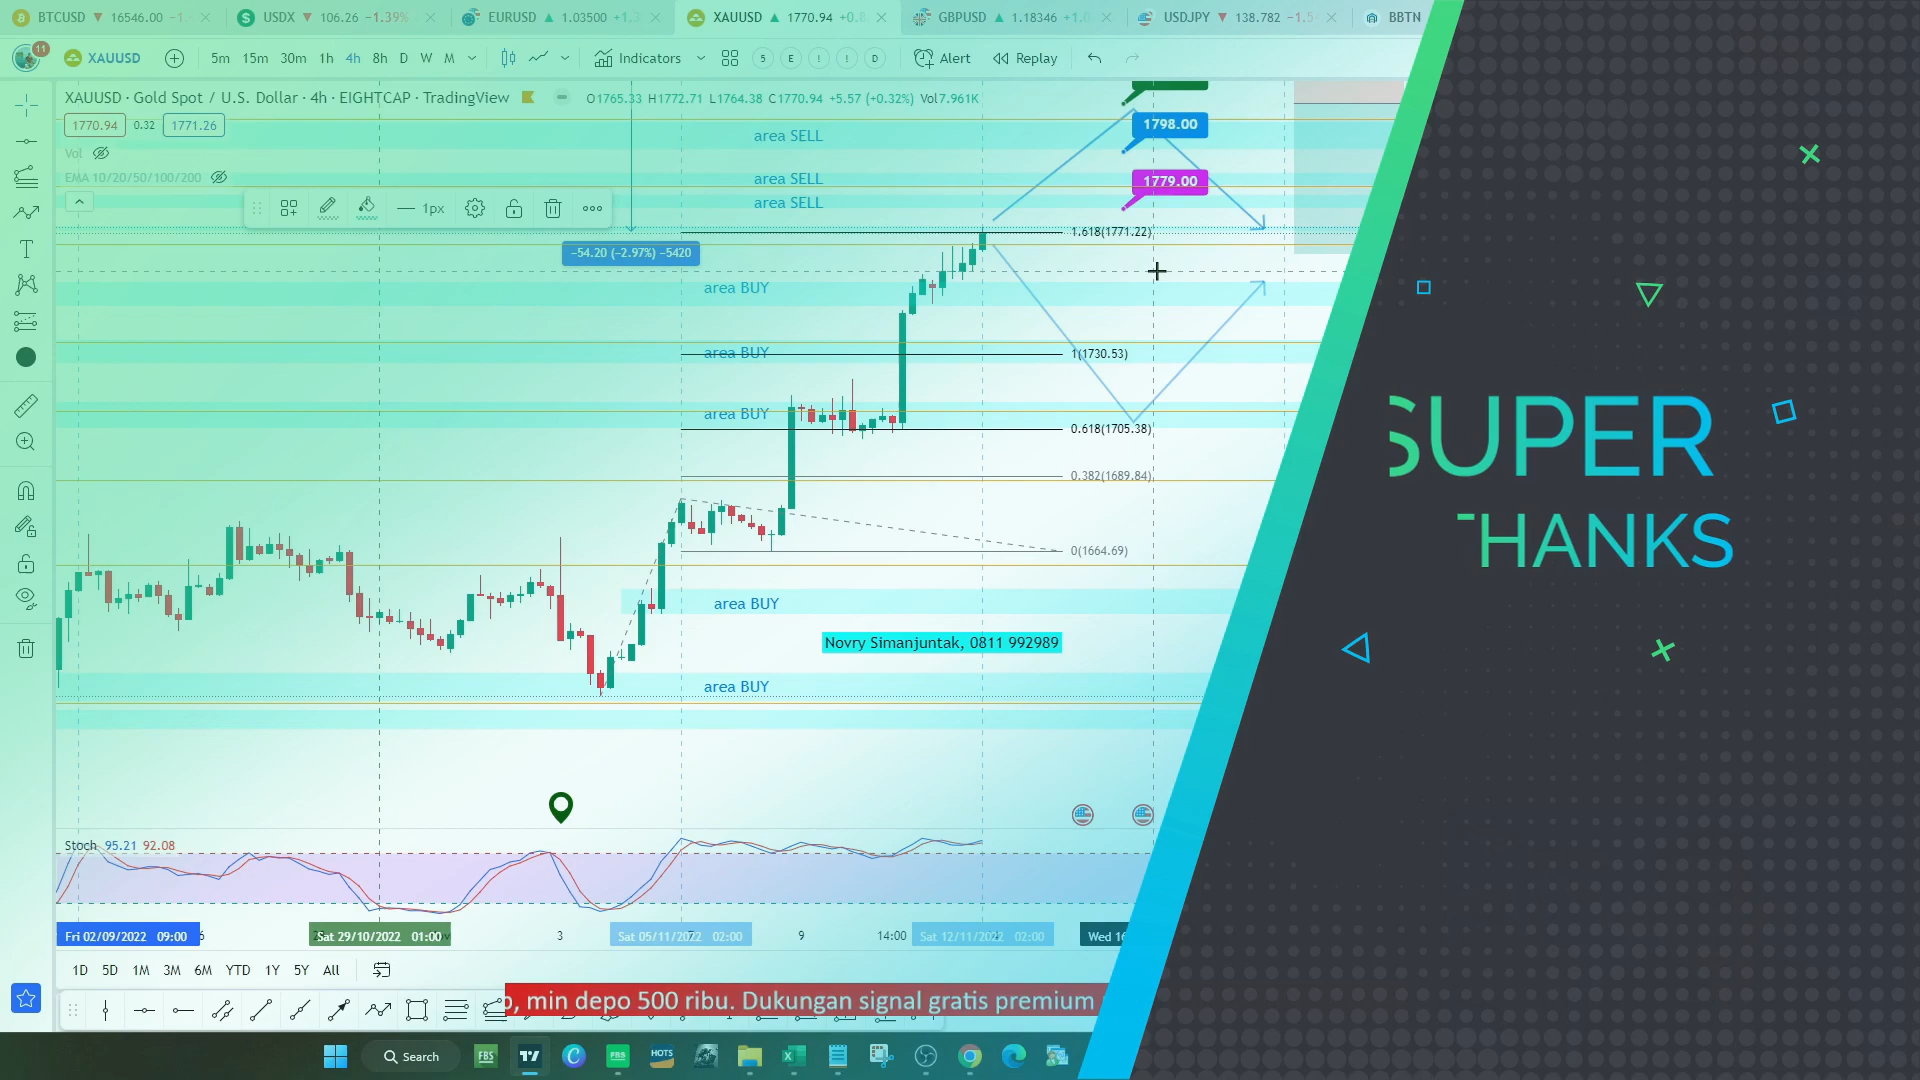 BTCUSD 16546.00
USDX 106.26 −1.39%
EURUSD 1.03500
XAUUSD 1770.94
GBPUSD 1.18346
USDJPY 138.782
BBTN
11
XAUUSD 5m 15m 30m 1h 4h 8h D W M Indicators 5 E ! ! D Alert Replay
XAUUSD · Gold Spot / U.S. Dollar · 4h · EIGHTCAP · TradingView O1765.33 H1772.71 L1764.38 C1770.94 +5.57 (+0.32%) Vol7.961K
1770.94 0.32 1771.26
Vol
EMA 10/20/50/100/200
1px
area SELL
1798.00
area SELL
1779.00
area SELL
1.618(1771.22)
−54.20 (−2.97%) −5420
area BUY
area BUY
1(1730.53)
area BUY
0.618(1705.38)
0.382(1689.84)
0(1664.69)
area BUY
Novry Simanjuntak, 0811 992989
area BUY
SUPER
THANKS
Stoch 95.21 92.08
Fri 02/09/2022 09:00 6 Sat 29/10/2022 01:00 3 Sat 05/11/2022 02:00 9 14:00 Sat 12/11/2022 02:00 Wed 16
1D 5D 1M 3M 6M YTD 1Y 5Y All
, min depo 500 ribu. Dukungan signal gratis premium
Search FBS FBS HOTS